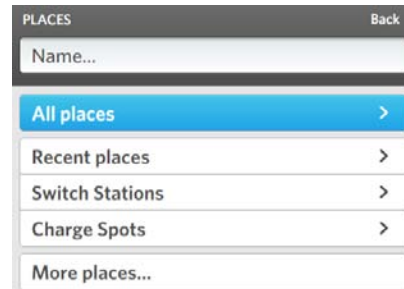 PLACES Back
Name...
All places
Recent places
Switch Stations
Charge Spots
More places...